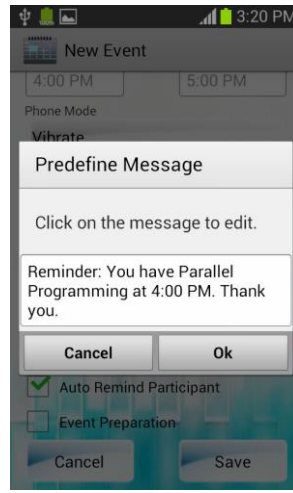 3:20 PM
New Event
4:00 PM 5:00 PM
Phone Mode
Vibrate
Predefine Message
Click on the message to edit.
Reminder: You have Parallel
Programming at 4:00 PM. Thank
you.
Cancel Ok
Auto Remind Participant
Event Preparation
Cancel Save